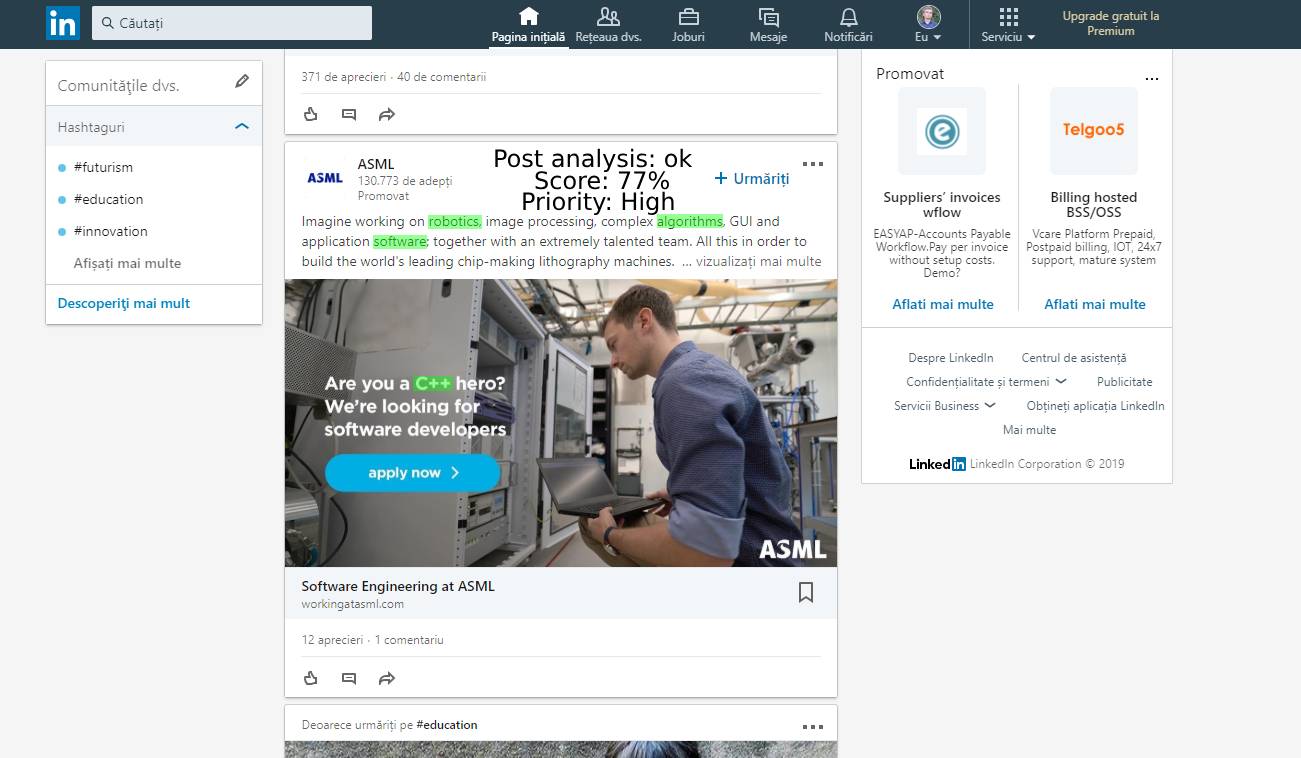 in
Căutați
Pagina inițială
Rețeaua dvs.
Joburi
Mesaje
Notificări
Eu
Serviciu
Upgrade gratuit la
Premium
Comunităţile dvs.
Hashtaguri
#futurism
#education
#innovation
Afișați mai multe
Descoperiţi mai mult
371 de aprecieri · 40 de comentarii
ASML
ASML
130.773 de adepți
Promovat
Post analysis: ok
Score: 77%
Priority: High
+ Urmăriți
Imagine working on robotics, image processing, complex algorithms, GUI and
application software; together with an extremely talented team. All this in order to
build the world's leading chip-making lithography machines. ... vizualizați mai multe
Are you a C++ hero?
We're looking for
software developers
apply now
ASML
Software Engineering at ASML
workingatasml.com
12 aprecieri · 1 comentariu
Deoarece urmăriți pe #education
Promovat
e
Suppliers' invoices
wflow
EASYAP-Accounts Payable
Workflow.Pay per invoice
without setup costs.
Demo?
Aflati mai multe
Telgoo5
Billing hosted
BSS/OSS
Vcare Platform Prepaid,
Postpaid billing, IOT, 24x7
support, mature system
Aflati mai multe
Despre LinkedIn Centrul de asistență
Confidențialitate și termeni Publicitate
Servicii Business Obțineți aplicația LinkedIn
Mai multe
Linked in LinkedIn Corporation © 2019